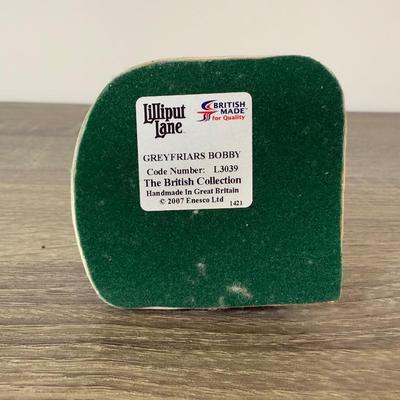 Lilliput
Lane
BRITISH
MADE
for Quality
GREYFRIARS BOBBY
Code Number: L3039
The British Collection
Handmade In Great Britain
© 2007 Enesco Ltd
1421